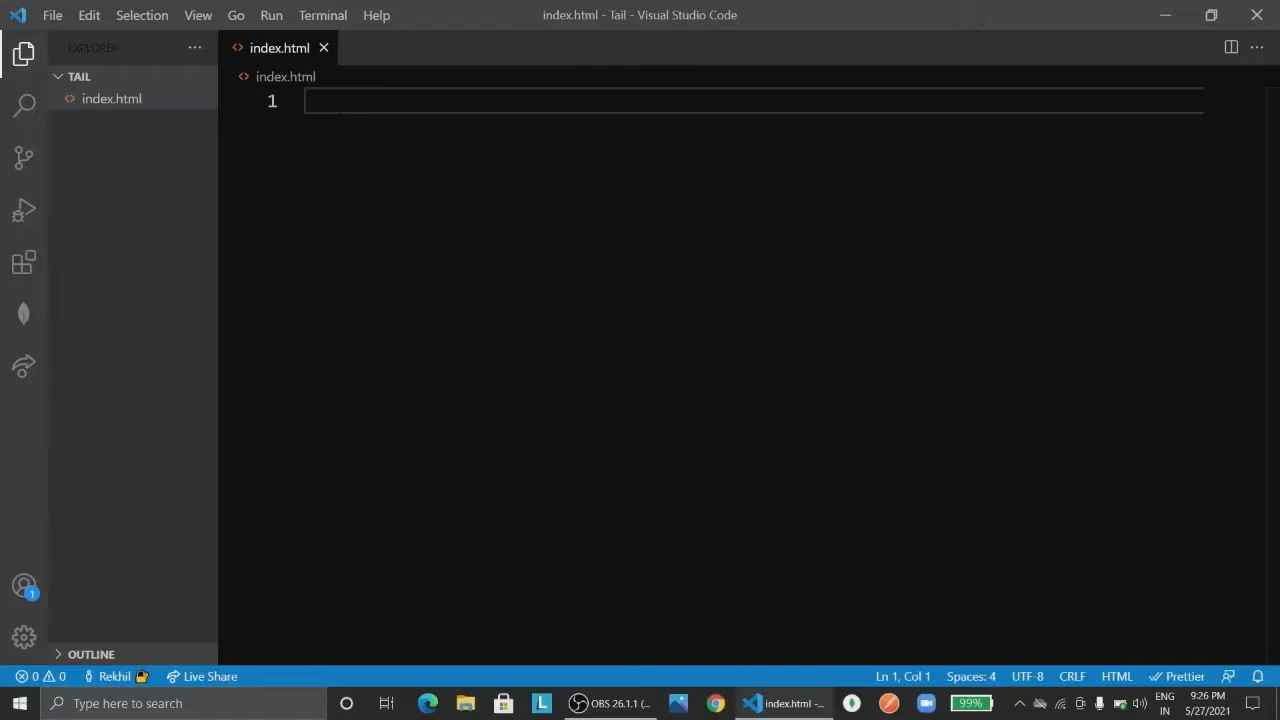 File Edit Selection View Go Run Terminal Help
index.html - Tail - Visual Studio Code
EXPLORER
index.html
TAIL
index.html
index.html
1
1
OUTLINE
0 0 Rekhil Live Share
Ln 1, Col 1 Spaces: 4 UTF-8 CRLF HTML Prettier
Type here to search
L
OBS 26.1.1 (...
index.html -...
99%
ENG
IN
9:26 PM
5/27/2021